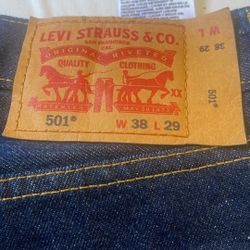 LEVI STRAUSS & CO.
SAN FRANCISCO
CAL.
ORIGINAL RIVETED
QUALITY CLOTHING
XX
501® W 38 L 29
W L
38 29
501®